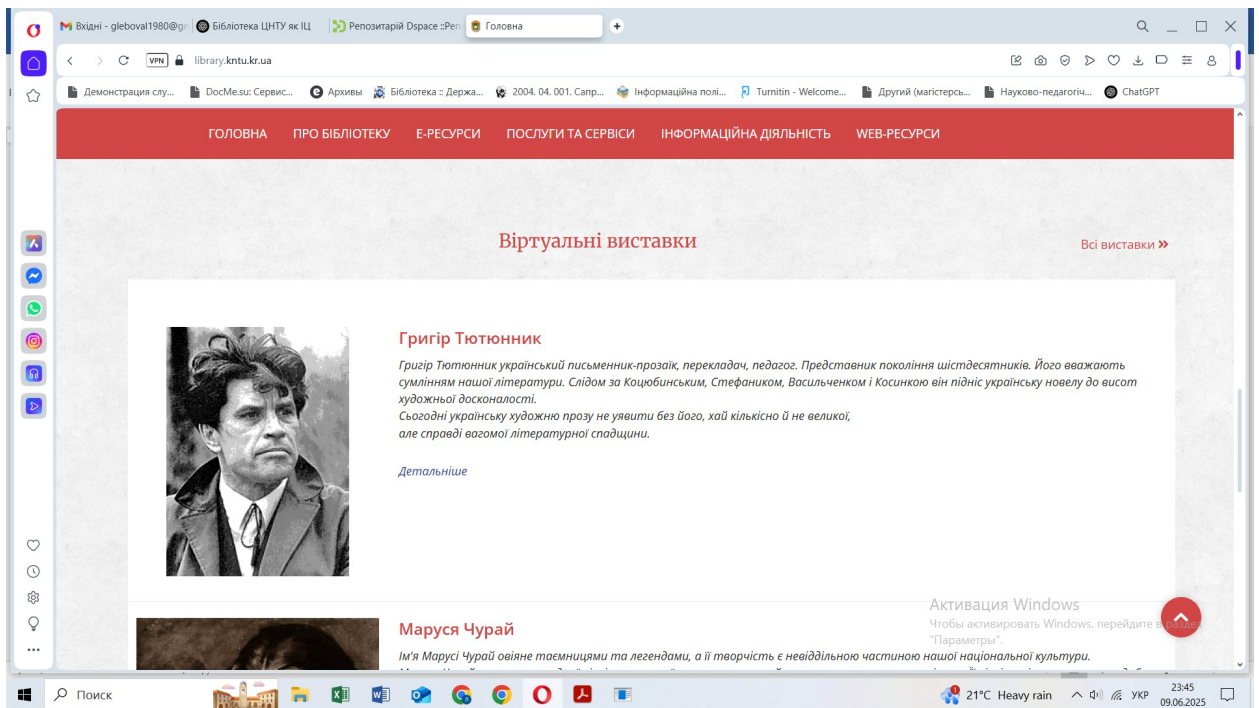 Вхідні - gleboval1980@gm
Бібліотека ЦНТУ як ІЦ
Репозитарій Dspace ::Реп
Головна
VPN library.kntu.kr.ua
Демонстрация слу... DocMe.su: Сервис... Архивы Бібліотека :: Держа... 2004. 04. 001. Сапр... Інформаційна полі... Turnitin - Welcome... Другий (магістерсь... Науково-педагогіч... ChatGPT
ГОЛОВНА ПРО БІБЛІОТЕКУ Е-РЕСУРСИ ПОСЛУГИ ТА СЕРВІСИ ІНФОРМАЦІЙНА ДІЯЛЬНІСТЬ WEB-РЕСУРСИ
Віртуальні виставки
Всі виставки »
Григір Тютюнник
Григір Тютюнник український письменник-прозаїк, перекладач, педагог. Представник покоління шістдесятників. Його вважають
сумлінням нашої літератури. Слідом за Коцюбинським, Стефаником, Васильченком і Косинкою він підніс українську новелу до висот
художньої досконалості.
Сьогодні українську художню прозу не уявити без його, хай кількісно й не великої,
але справді вагомої літературної спадщини.
Детальніше
Маруся Чурай
Ім'я Марусі Чурай овіяне таємницями та легендами, а її творчість є невіддільною частиною нашої національної культури.
Активация Windows
Чтобы активировать Windows, перейдите в раздел
"Параметры".
Поиск
21°C Heavy rain
УКР
23:45
09.06.2025